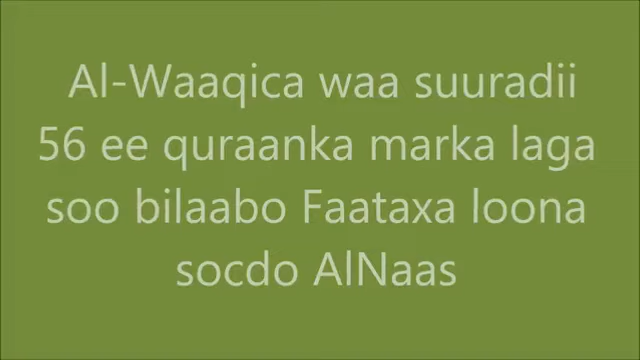 Al-Waaqica waa suuradii
56 ee quraanka marka laga
soo bilaabo Faataxa loona
socdo AlNaas